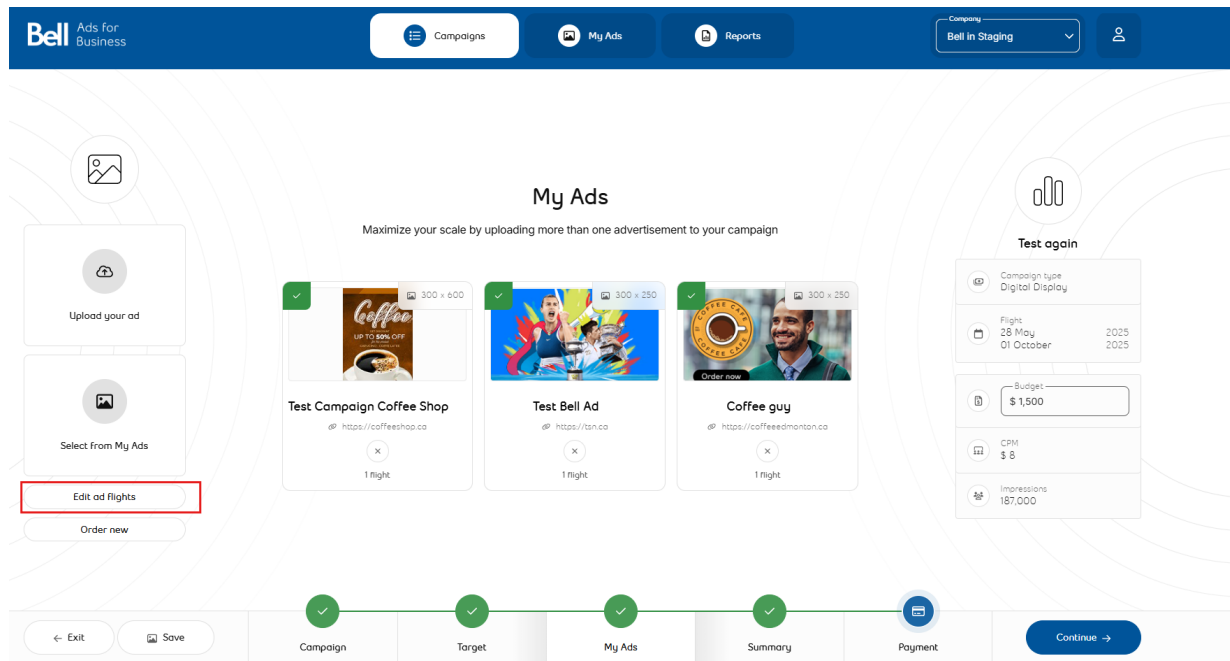 Bell Ads for Business
Campaigns
My Ads
Reports
Company
Bell in Staging
Upload your ad
Select from My Ads
Edit ad flights
Order new
My Ads
Maximize your scale by uploading more than one advertisement to your campaign
300 x 600
Coffee
UP TO 50% OFF
Test Campaign Coffee Shop
https://coffeeshop.ca
1 flight
300 x 250
Test Bell Ad
https://tsn.ca
1 flight
300 x 250
COFFEE CAFE
COFFEE CAFE
Order now
Coffee guy
https://coffeeedmonton.ca
1 flight
Test again
Campaign type
Digital Display
Flight
28 May 2025
01 October 2025
Budget
$ 1,500
CPM
$ 8
Impressions
187,000
← Exit
Save
Campaign
Target
My Ads
Summary
Payment
Continue →